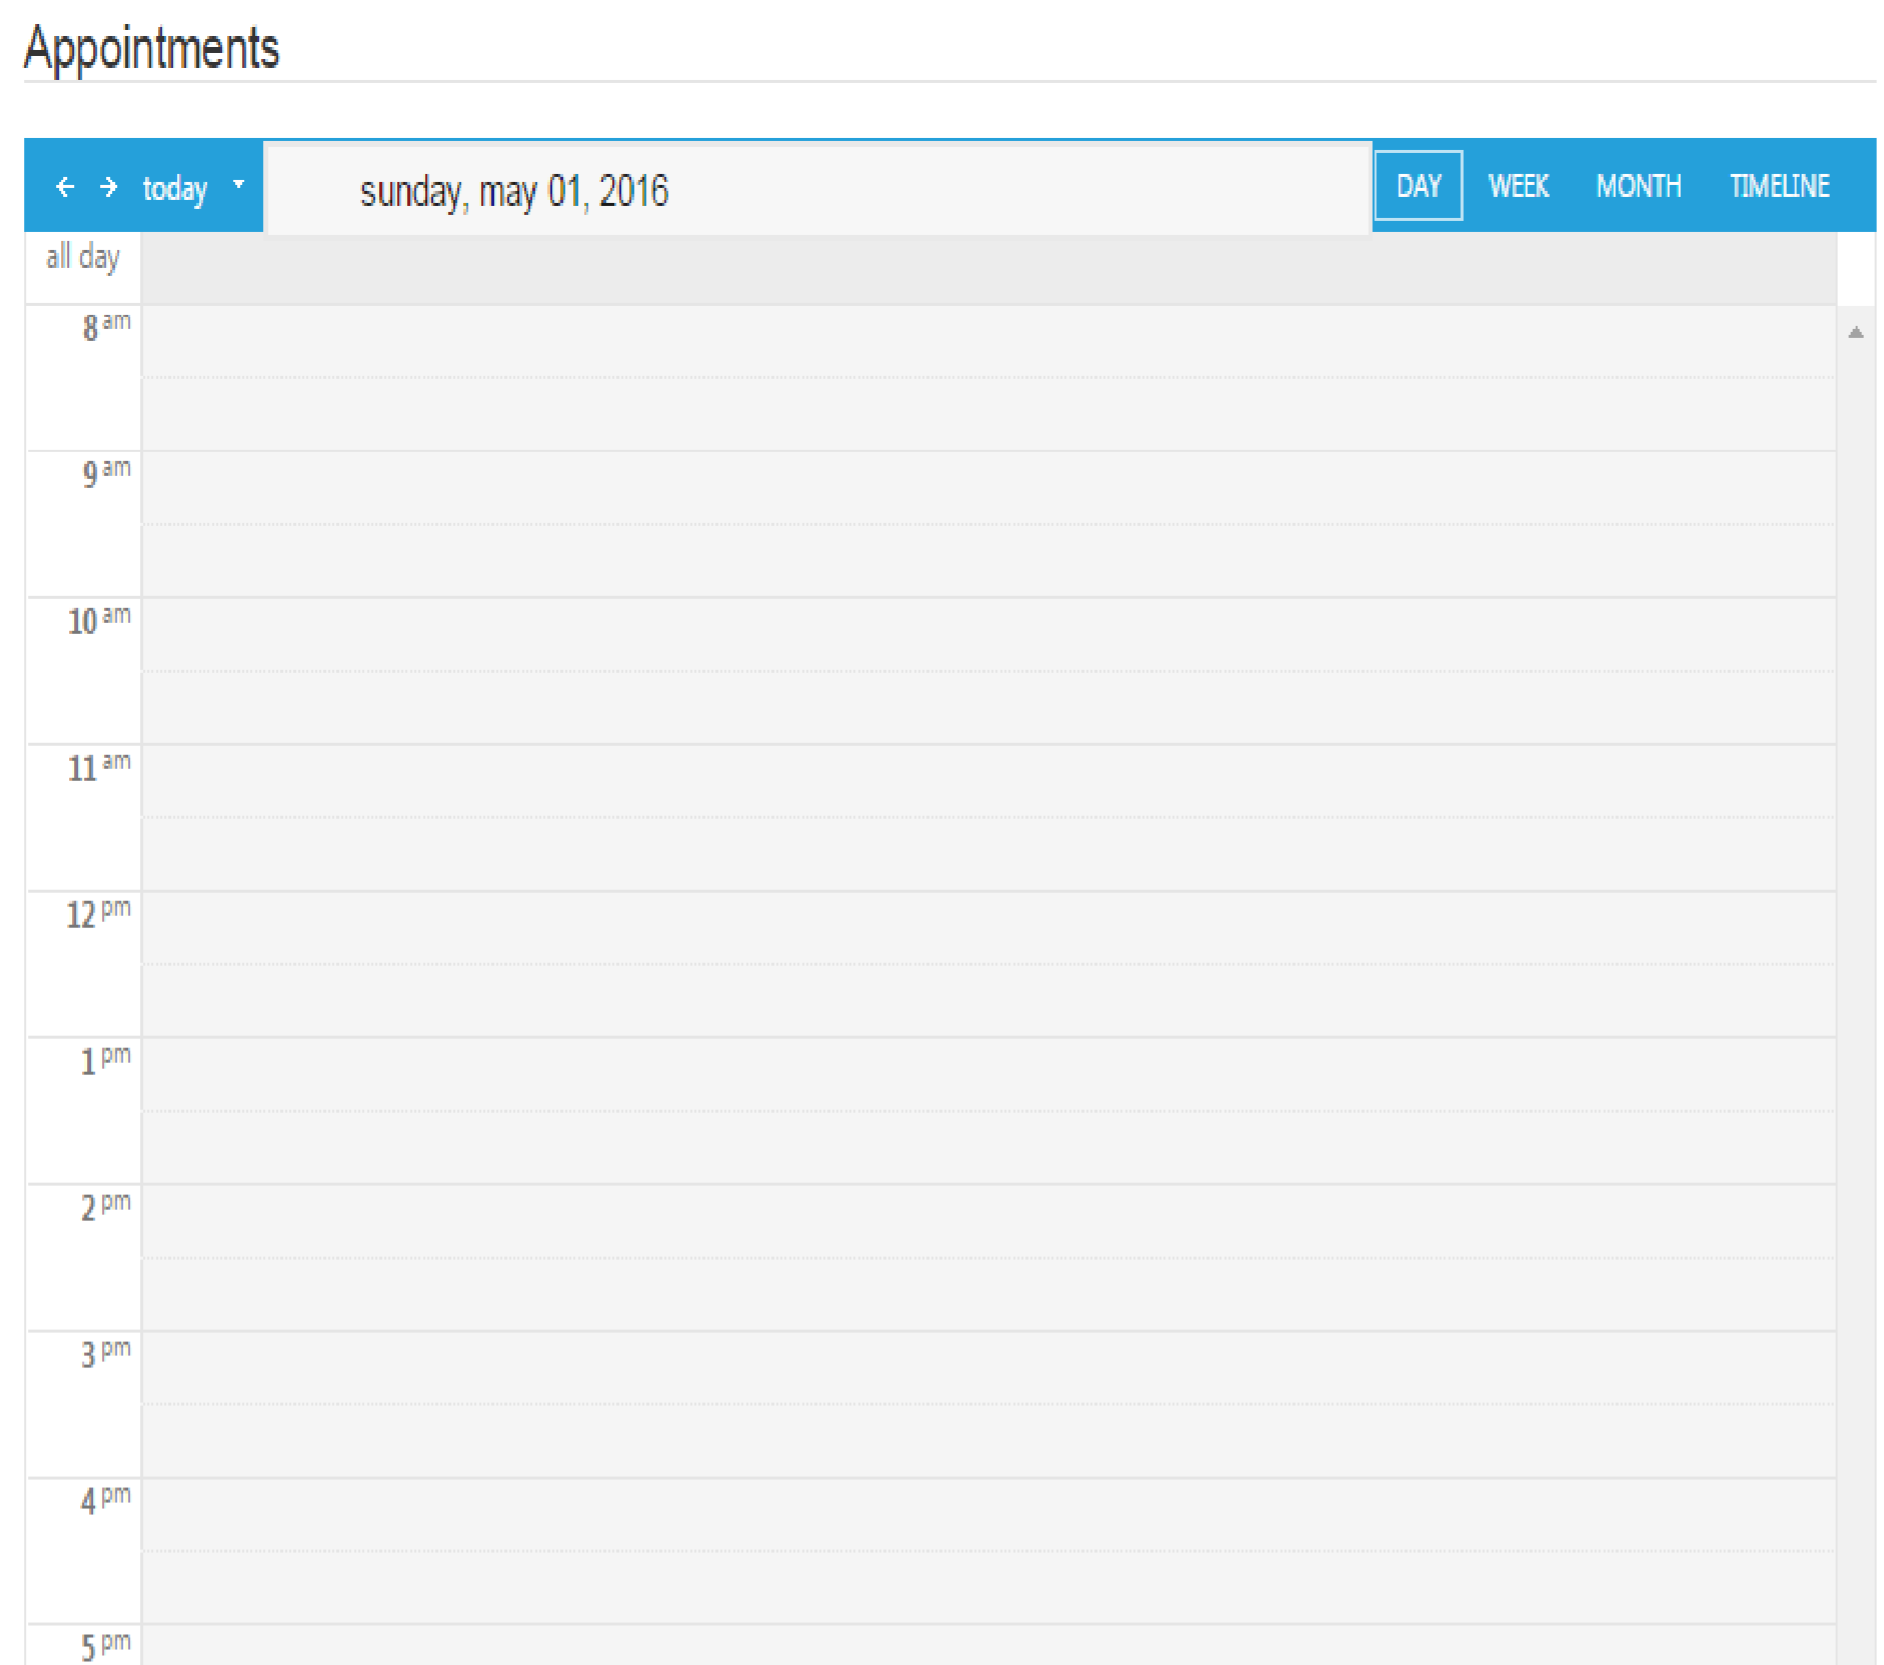 Appointments
today sunday, may 01, 2016 DAY WEEK MONTH TIMELINE
all day
8 am
9 am
10 am
11 am
12 pm
1 pm
2 pm
3 pm
4 pm
5 pm